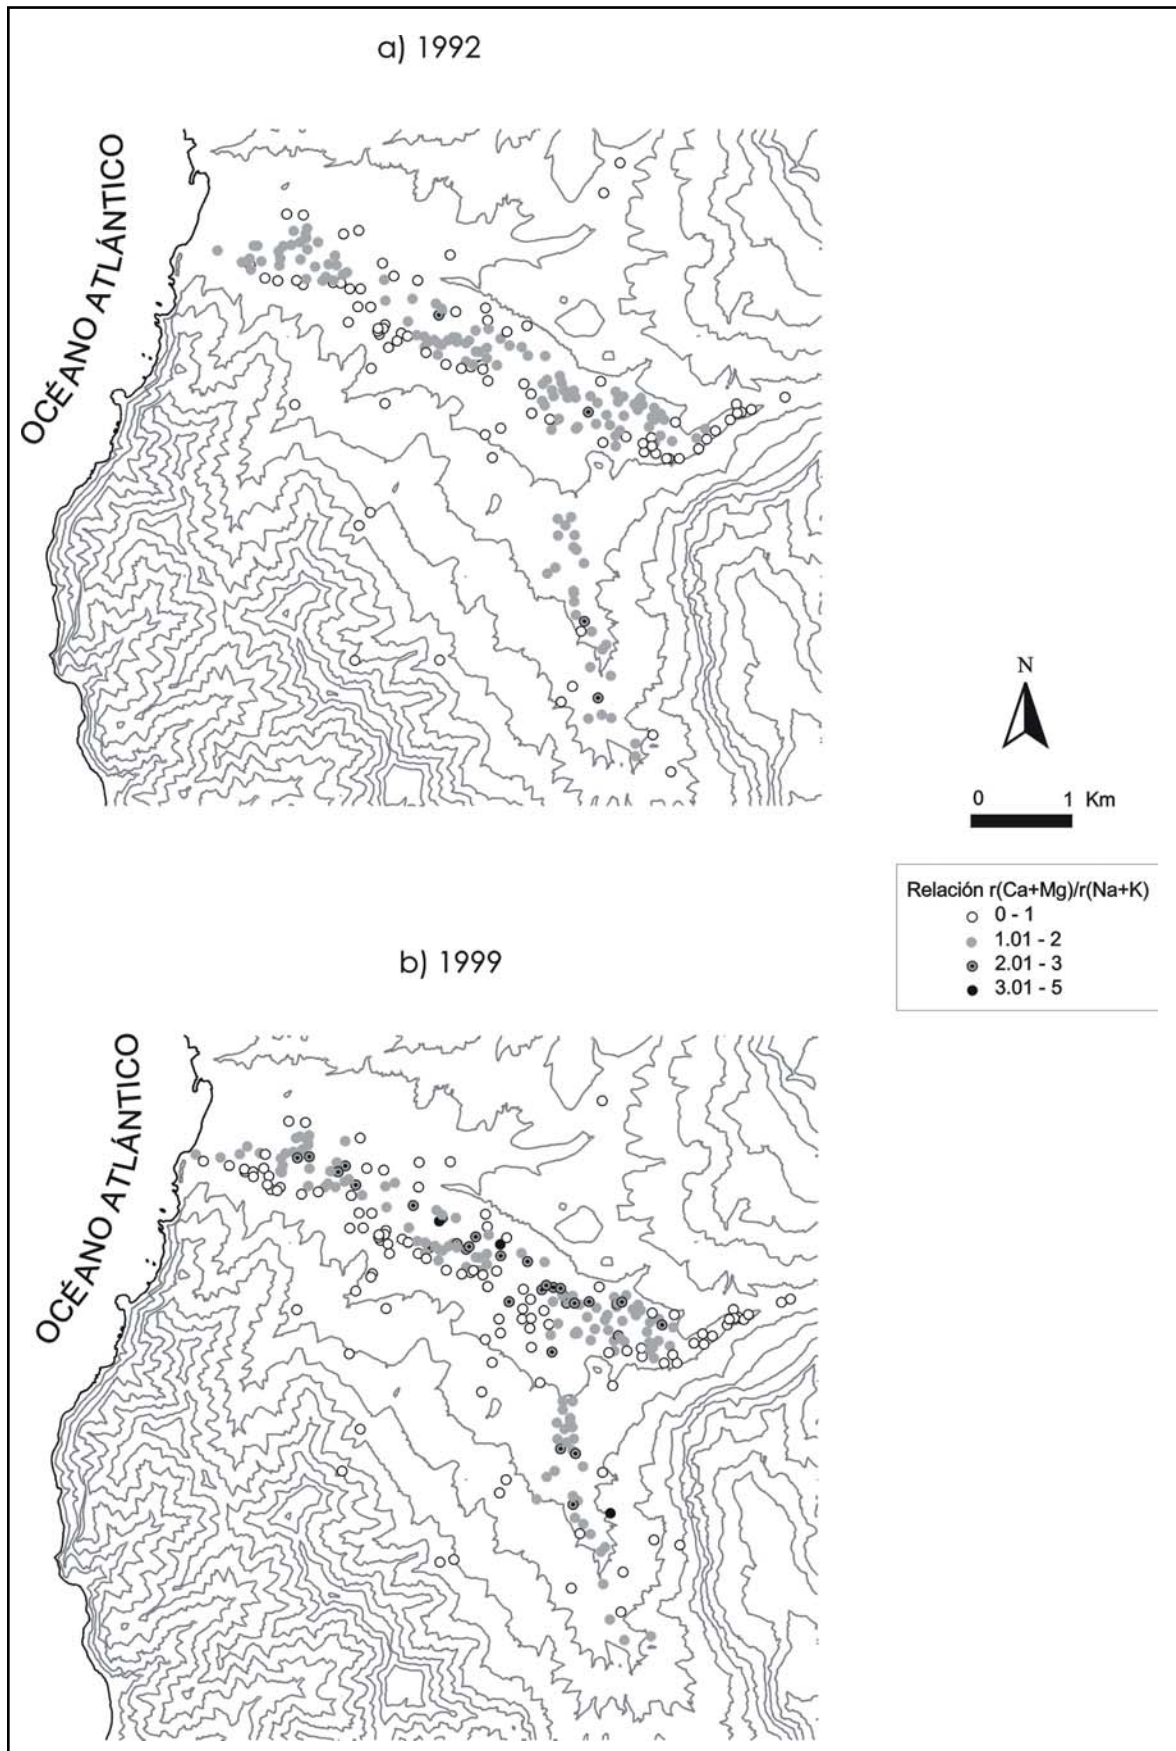 a) 1992
OCÉANO ATLÁNTICO
N
0 1 Km
Relación r(Ca+Mg)/r(Na+K)
0 - 1
1.01 - 2
2.01 - 3
3.01 - 5
b) 1999
OCÉANO ATLÁNTICO